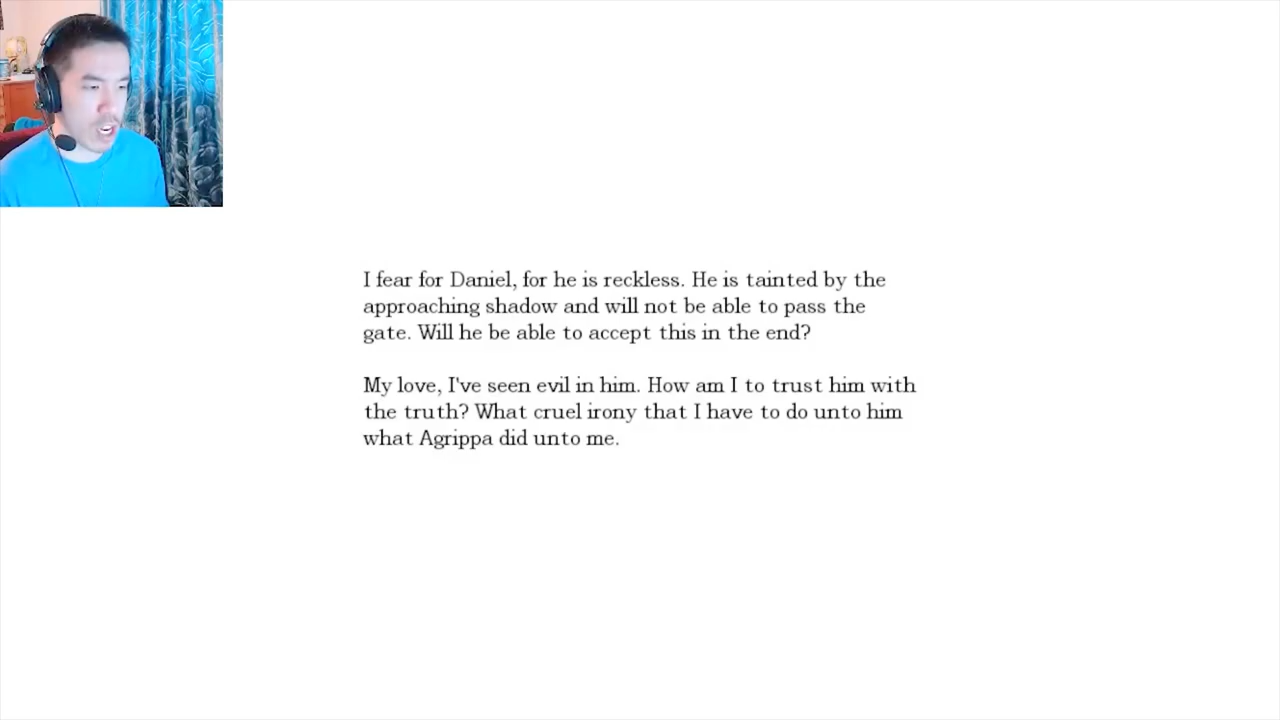 I fear for Daniel, for he is reckless. He is tainted by the
approaching shadow and will not be able to pass the
gate. Will he be able to accept this in the end?
My love, I've seen evil in him. How am I to trust him with
the truth? What cruel irony that I have to do unto him
what Agrippa did unto me.